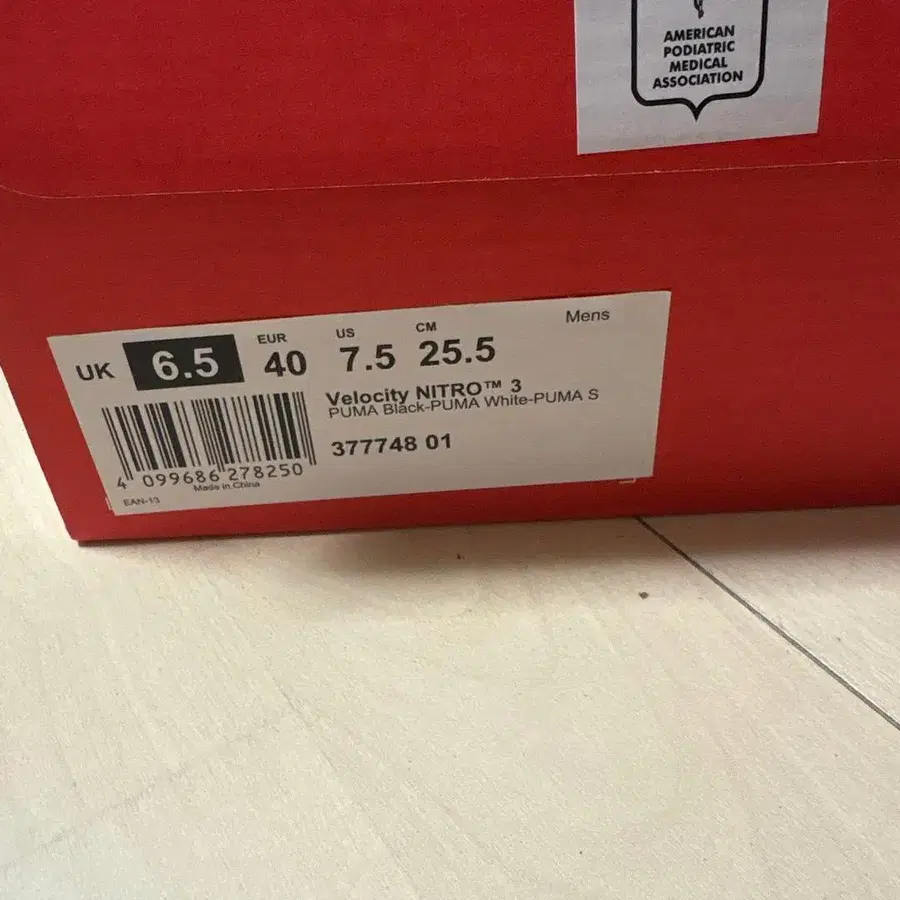 AMERICAN
PODIATRIC
MEDICAL
ASSOCIATION
Mens
UK 6.5 EUR 40 US 7.5 CM 25.5
Velocity NITRO™ 3
PUMA Black-PUMA White-PUMA S
377748 01
4 099686 278250
Made in China
EAN-13